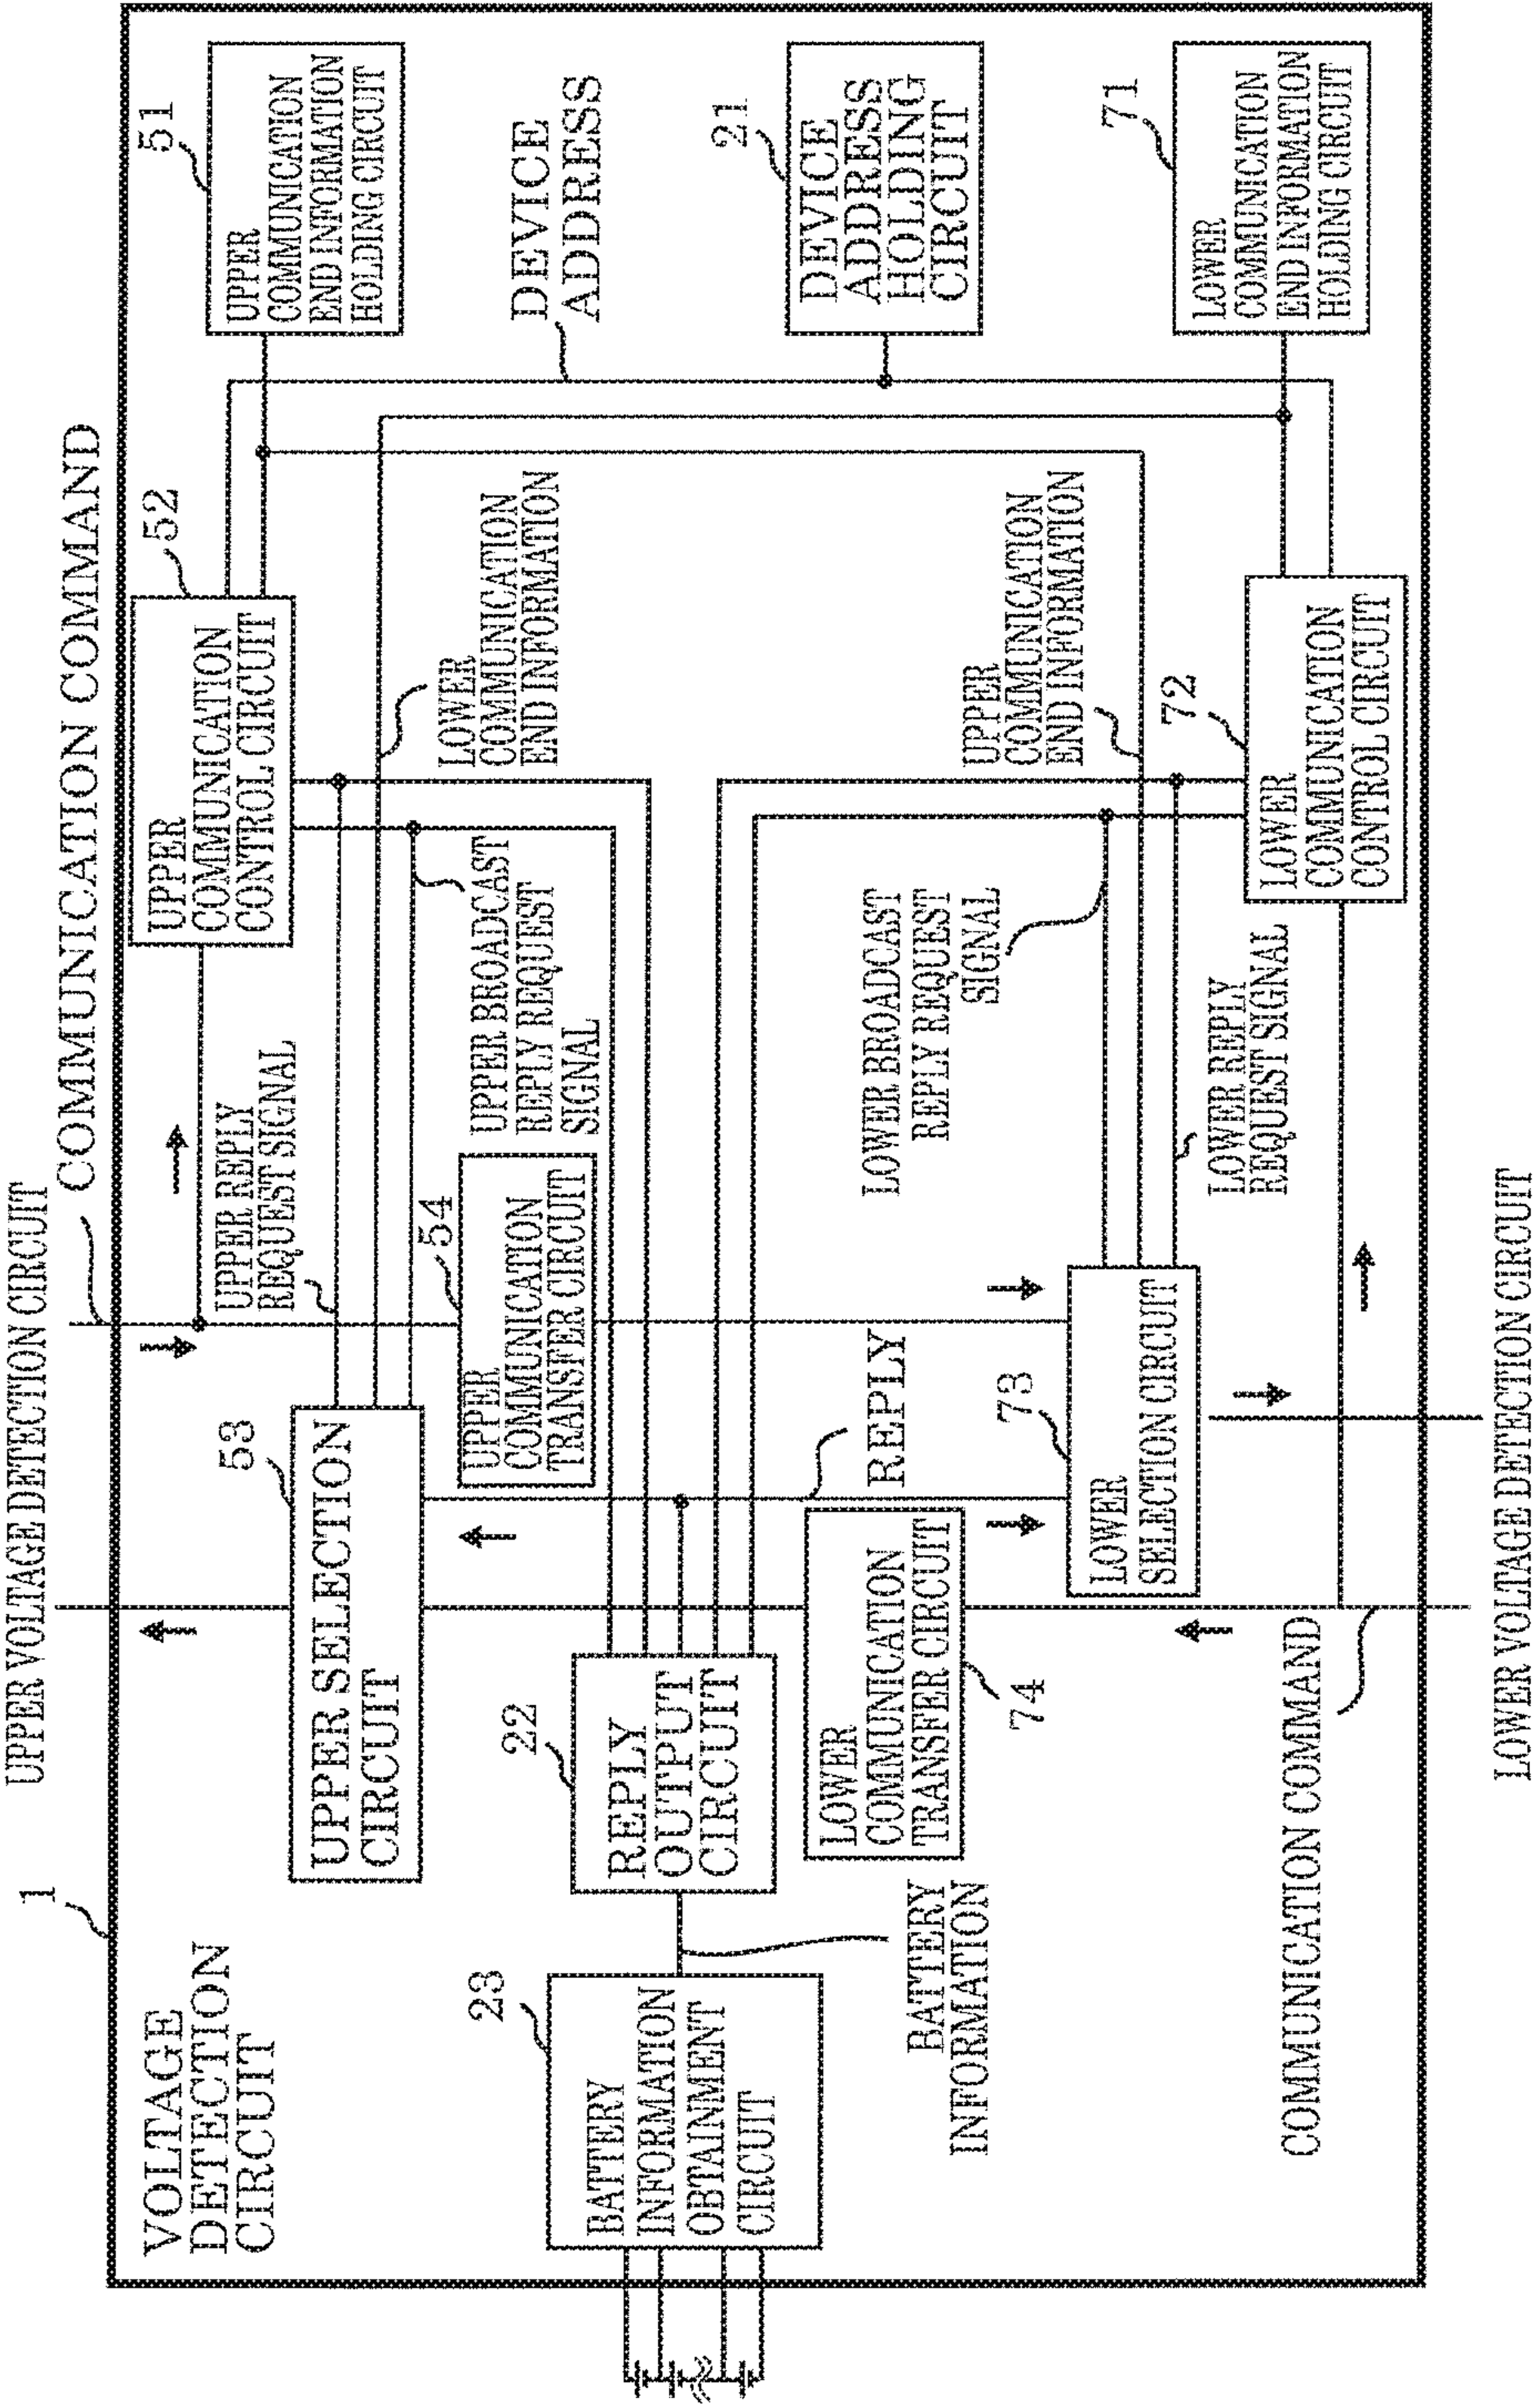 UPPER VOLTAGE DETECTION CIRCUIT
COMMUNICATION COMMAND
1
VOLTAGE
DETECTION
CIRCUIT
53
UPPER SELECTION
CIRCUIT
UPPER REPLY
REQUEST SIGNAL
52
UPPER
COMMUNICATION
CONTROL CIRCUIT
51
UPPER
COMMUNICATION
END INFORMATION
HOLDING CIRCUIT
54
UPPER
COMMUNICATION
TRANSFER CIRCUIT
UPPER BROADCAST
REPLY REQUEST
SIGNAL
LOWER
COMMUNICATION
END INFORMATION
DEVICE
ADDRESS
23
BATTERY
INFORMATION
OBTAINMENT
CIRCUIT
22
REPLY
OUTPUT
CIRCUIT
21
DEVICE
ADDRESS
HOLDING
CIRCUIT
BATTERY
INFORMATION
LOWER
COMMUNICATION
TRANSFER CIRCUIT
74
REPLY
LOWER BROADCAST
REPLY REQUEST
SIGNAL
UPPER
COMMUNICATION
END INFORMATION
73
LOWER
SELECTION CIRCUIT
LOWER REPLY
REQUEST SIGNAL
72
LOWER
COMMUNICATION
CONTROL CIRCUIT
71
LOWER
COMMUNICATION
END INFORMATION
HOLDING CIRCUIT
COMMUNICATION COMMAND
LOWER VOLTAGE DETECTION CIRCUIT